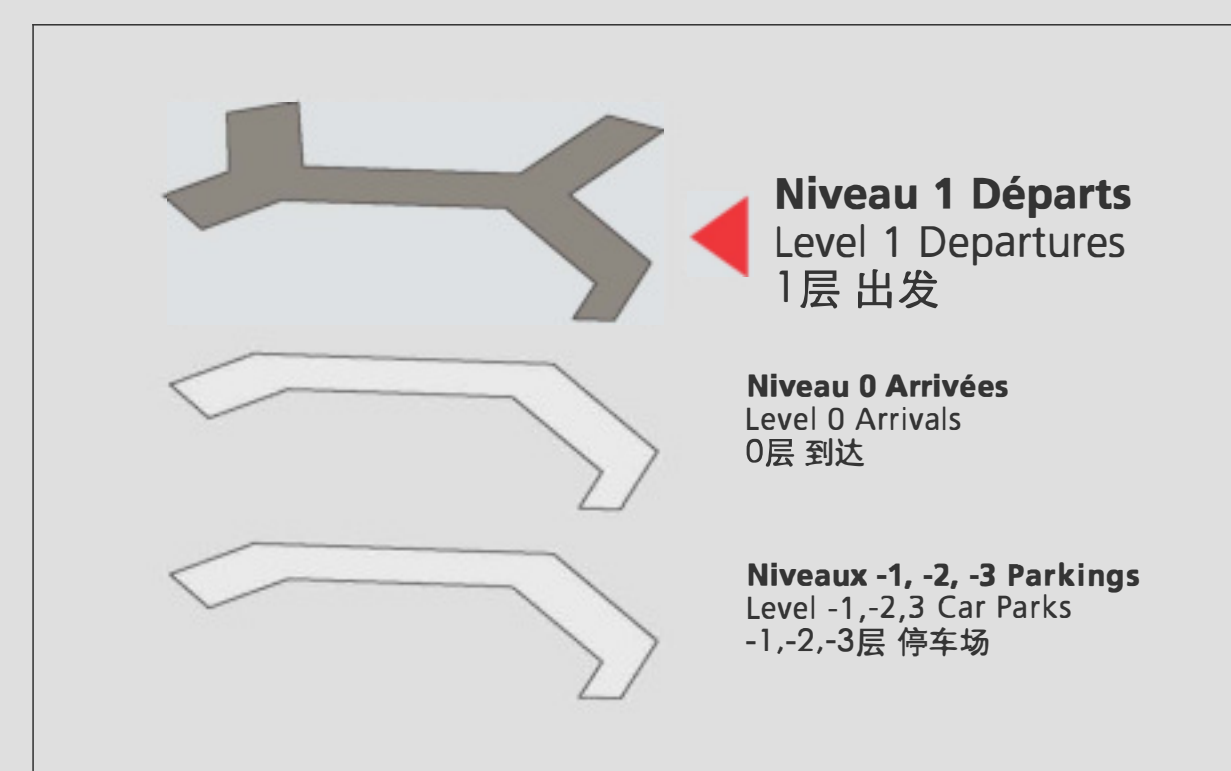 Niveau 1 Départs
Level 1 Departures
1层 出发
Niveau 0 Arrivées
Level 0 Arrivals
0层 到达
Niveaux -1, -2, -3 Parkings
Level -1,-2,3 Car Parks
-1,-2,-3层 停车场